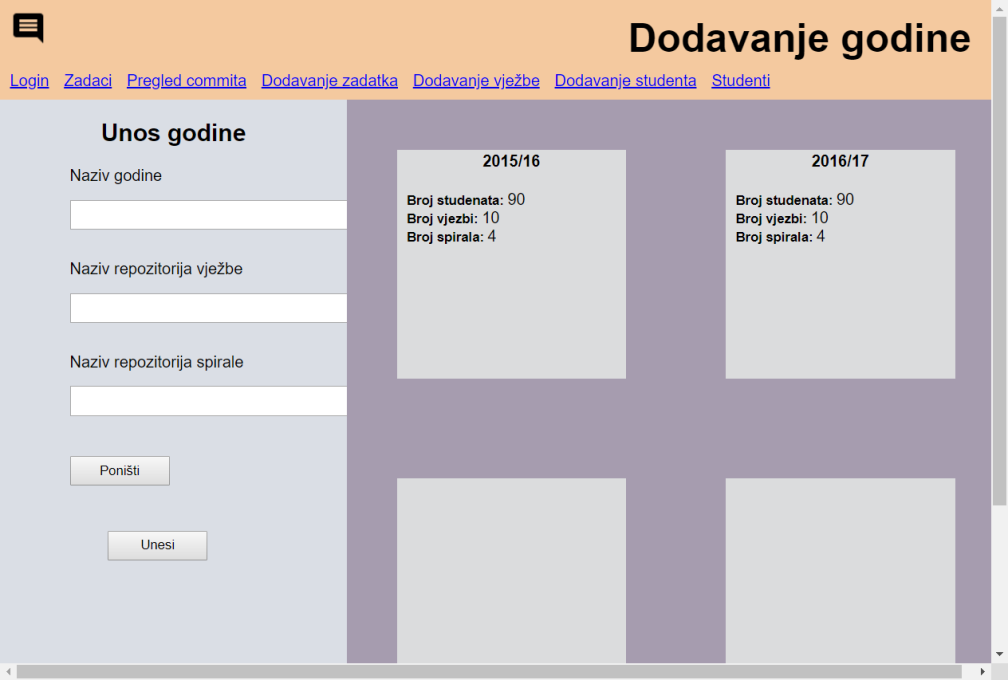 Dodavanje godine
Login Zadaci Pregled commita Dodavanje zadatka Dodavanje vježbe Dodavanje studenta Studenti
Unos godine
Naziv godine
Naziv repozitorija vježbe
Naziv repozitorija spirale
Poništi
Unesi
2015/16
Broj studenata: 90
Broj vjezbi: 10
Broj spirala: 4
2016/17
Broj studenata: 90
Broj vjezbi: 10
Broj spirala: 4